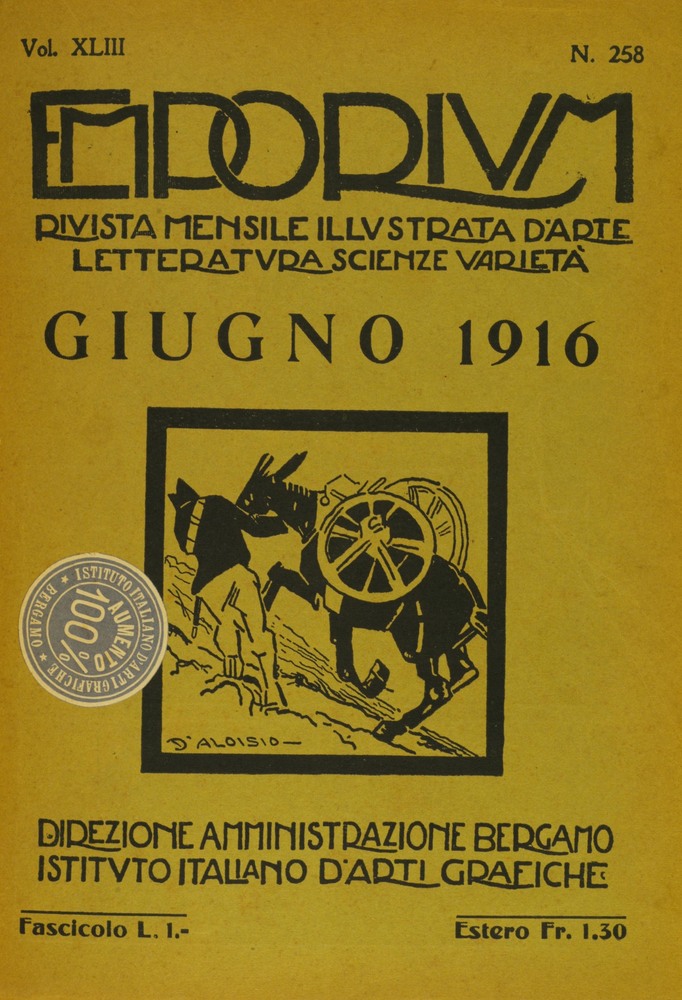 Vol. XLIII
N. 258
EMPORIVM
RIVISTA MENSILE ILLVSTRATA D'ARTE
LETTERATVRA SCIENZE VARIETÀ
GIUGNO 1916
ISTITUTO ITALIANO D'ARTI GRAFICHE ★ BERGAMO ★
AUMENTO
100%
D'ALOISIO
DIREZIONE AMMINISTRAZIONE BERGAMO
ISTITVTO ITALIANO D'ARTI GRAFICHE
Fascicolo L. 1.-
Estero Fr. 1.30